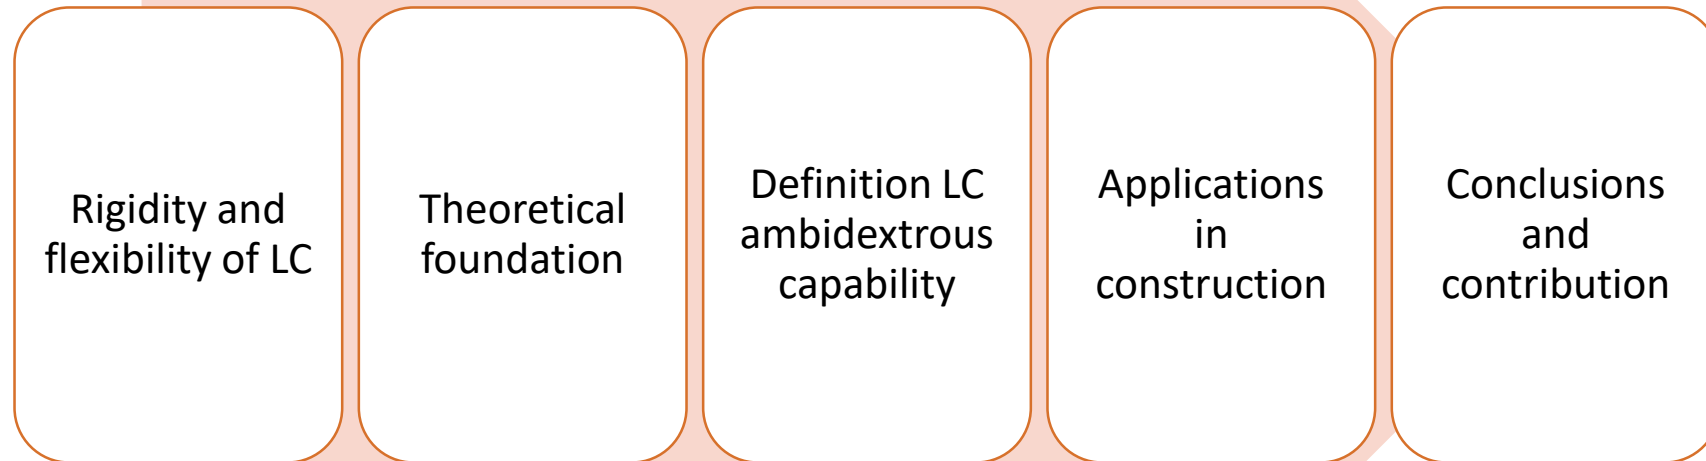 Rigidity and
flexibility of LC
Theoretical
foundation
Definition LC
ambidextrous
capability
Applications
in
construction
Conclusions
and
contribution